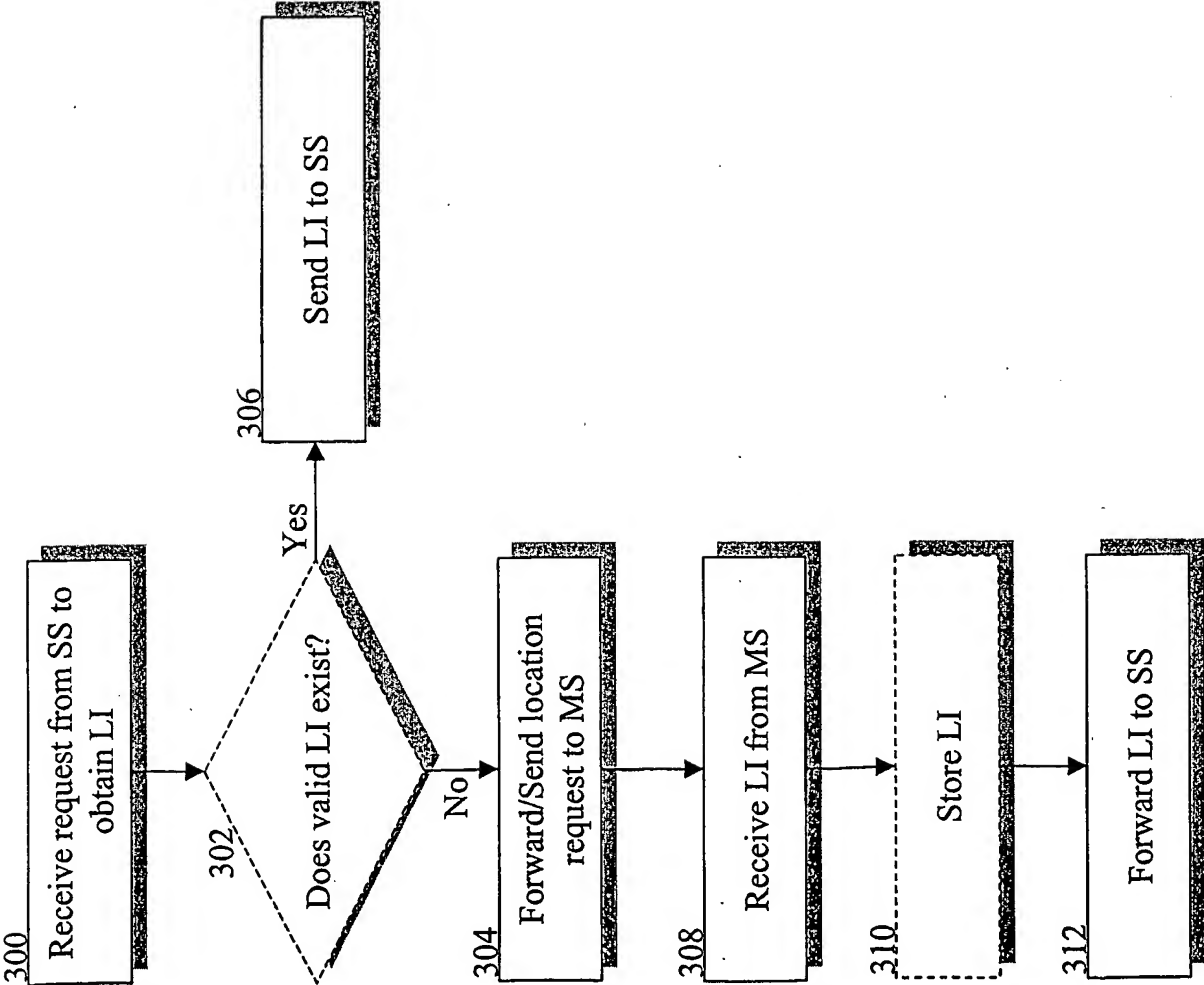 300
Receive request from SS to
obtain LI
302
Does valid LI exist?
Yes
306
Send LI to SS
No
304
Forward/Send location
request to MS
308
Receive LI from MS
310
Store LI
312
Forward LI to SS